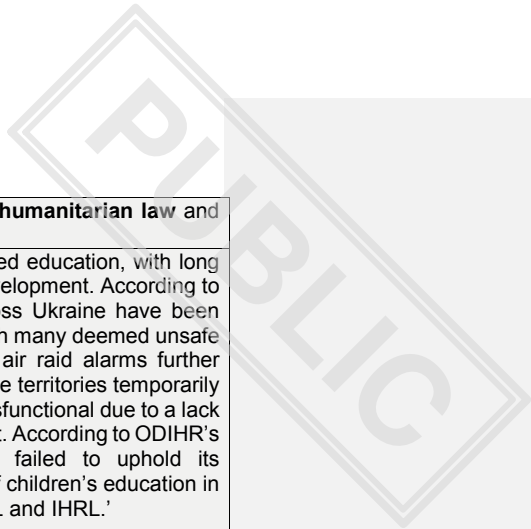 PUBLIC
humanitarian law and
ed education, with long
elopment. According to
oss Ukraine have been
n many deemed unsafe
air raid alarms further
e territories temporarily
sfunctional due to a lack
t. According to ODIHR's
failed to uphold its
f children's education in
L and IHRL.'